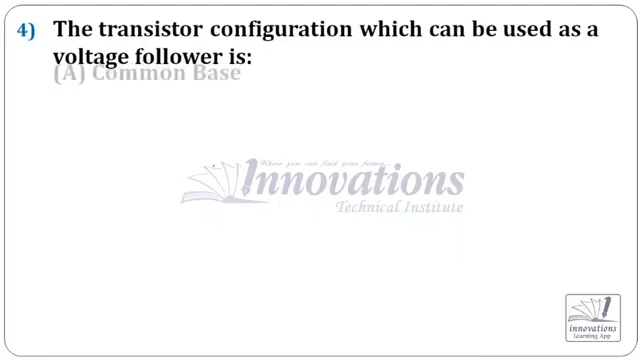 4) The transistor configuration which can be used as a
voltage follower is:
(A) Common Base
Where you can find your future...
Innovations
Technical Institute
innovations
Learning App